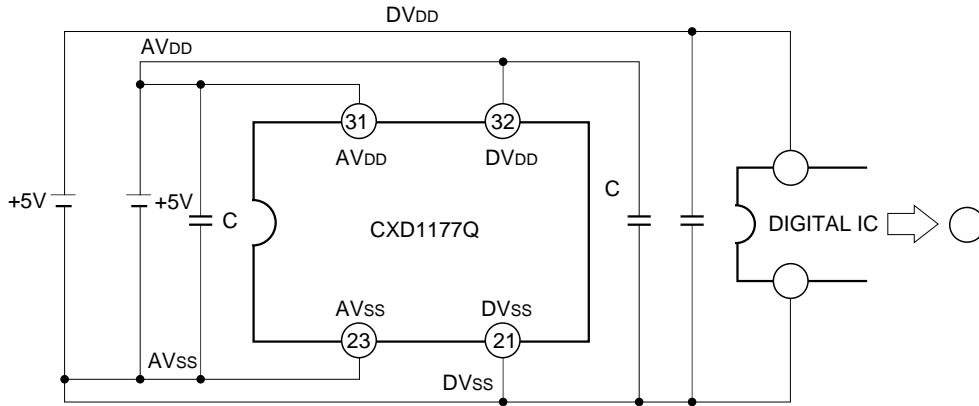 DVDD
AVDD
31
32
AVDD
DVDD
+5V
+5V
C
C
CXD1177Q
DIGITAL IC
AVSS
DVSS
23
21
AVSS
DVSS